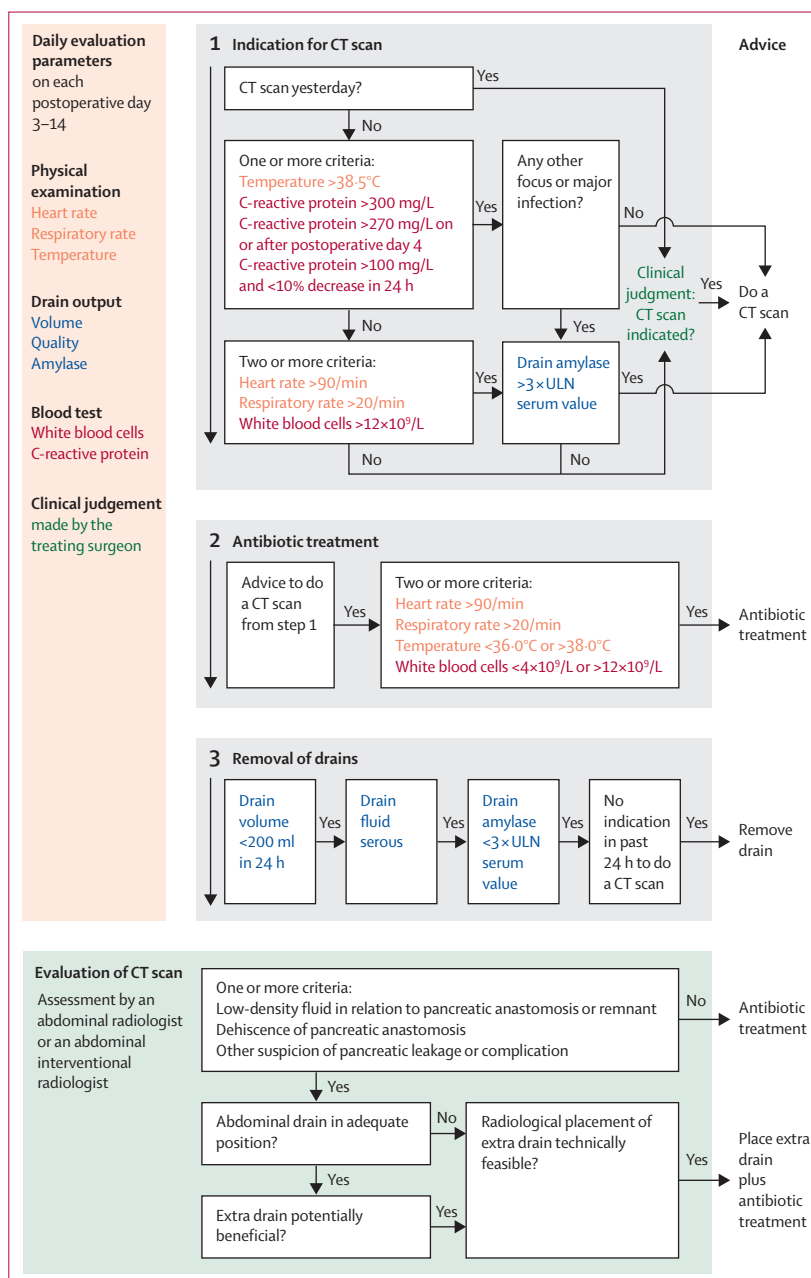 Daily evaluation
parameters
on each
postoperative day
3–14
Physical
examination
Heart rate
Respiratory rate
Temperature
Drain output
Volume
Quality
Amylase
Blood test
White blood cells
C-reactive protein
Clinical judgement
made by the
treating surgeon
1 Indication for CT scan
Advice
CT scan yesterday?
Yes
No
One or more criteria:
Temperature >38·5°C
C-reactive protein >300 mg/L
C-reactive protein >270 mg/L on
or after postoperative day 4
C-reactive protein >100 mg/L
and <10% decrease in 24 h
Yes
Any other
focus or major
infection?
No
Clinical
judgment:
CT scan
indicated?
Yes
Do a
CT scan
No
Yes
Two or more criteria:
Heart rate >90/min
Respiratory rate >20/min
White blood cells >12×10⁹/L
Yes
Drain amylase
>3 × ULN
serum value
Yes
No
No
2 Antibiotic treatment
Advice to do
a CT scan
from step 1
Yes
Two or more criteria:
Heart rate >90/min
Respiratory rate >20/min
Temperature <36·0°C or >38·0°C
White blood cells <4×10⁹/L or >12×10⁹/L
Yes
Antibiotic
treatment
3 Removal of drains
Drain
volume
<200 ml
in 24 h
Yes
Drain
fluid
serous
Yes
Drain
amylase
<3 × ULN
serum
value
Yes
No
indication
in past
24 h to do
a CT scan
Yes
Remove
drain
Evaluation of CT scan
Assessment by an
abdominal radiologist
or an abdominal
interventional
radiologist
One or more criteria:
Low-density fluid in relation to pancreatic anastomosis or remnant
Dehiscence of pancreatic anastomosis
Other suspicion of pancreatic leakage or complication
No
Antibiotic
treatment
Yes
Abdominal drain in adequate
position?
No
Radiological placement of
extra drain technically
feasible?
Yes
Place extra
drain
plus
antibiotic
treatment
Yes
Extra drain potentially
beneficial?
Yes